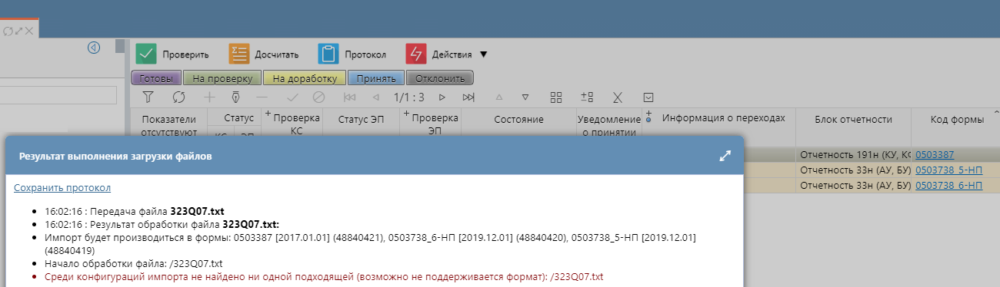 Проверить Досчитать Протокол Действия
Готовы На проверку На доработку Принять Отклонить
1/1 : 3
Показатели отсутствуют
Статус
КС ЭП
Проверка КС
Статус ЭП
Проверка ЭП
Состояние
Уведомление о принятии
Информация о переходах
Блок отчетности
Код формы
Отчетность 191н (КУ, КФ 0503387
Отчетность 33н (АУ, БУ) 0503738_5-НП
Отчетность 33н (АУ, БУ) 0503738_6-НП
Результат выполнения загрузки файлов
Сохранить протокол
16:02:16 : Передача файла 323Q07.txt
16:02:16 : Результат обработки файла 323Q07.txt:
Импорт будет производиться в формы: 0503387 [2017.01.01] (48840421), 0503738_6-НП [2019.12.01] (48840420), 0503738_5-НП [2019.12.01]
(48840419)
Начало обработки файла: /323Q07.txt
Среди конфигураций импорта не найдено ни одной подходящей (возможно не поддерживается формат): /323Q07.txt